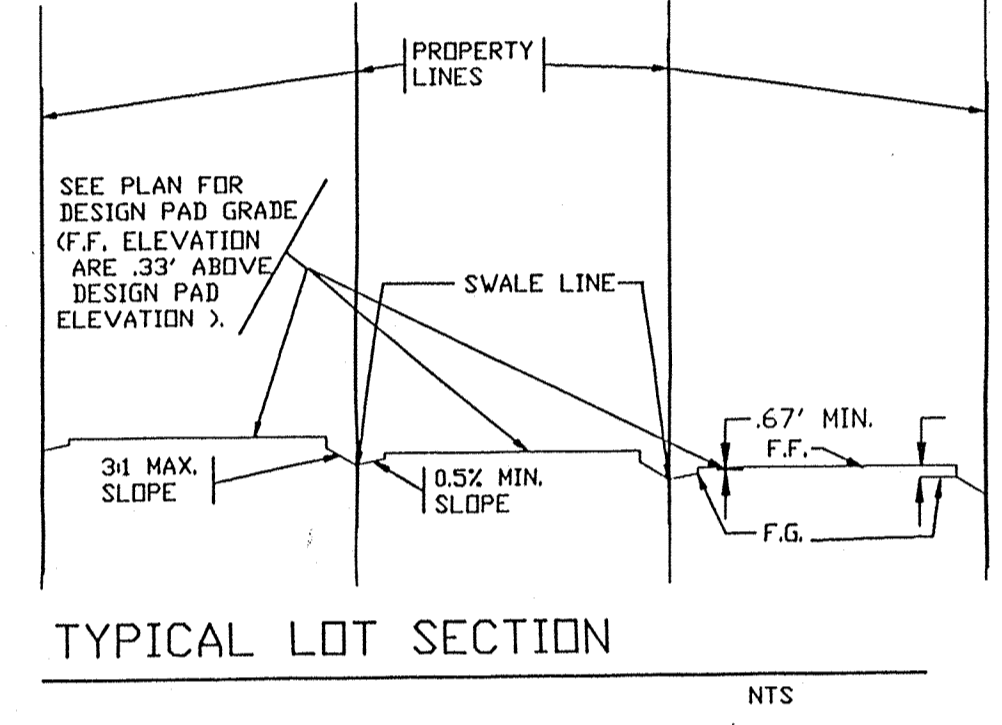 PROPERTY
LINES
SEE PLAN FOR
DESIGN PAD GRADE
(F.F. ELEVATION
ARE .33' ABOVE
DESIGN PAD
ELEVATION ).
SWALE LINE
.67' MIN.
F.F.
3:1 MAX.
SLOPE
0.5% MIN.
SLOPE
F.G.
TYPICAL LOT SECTION
NTS